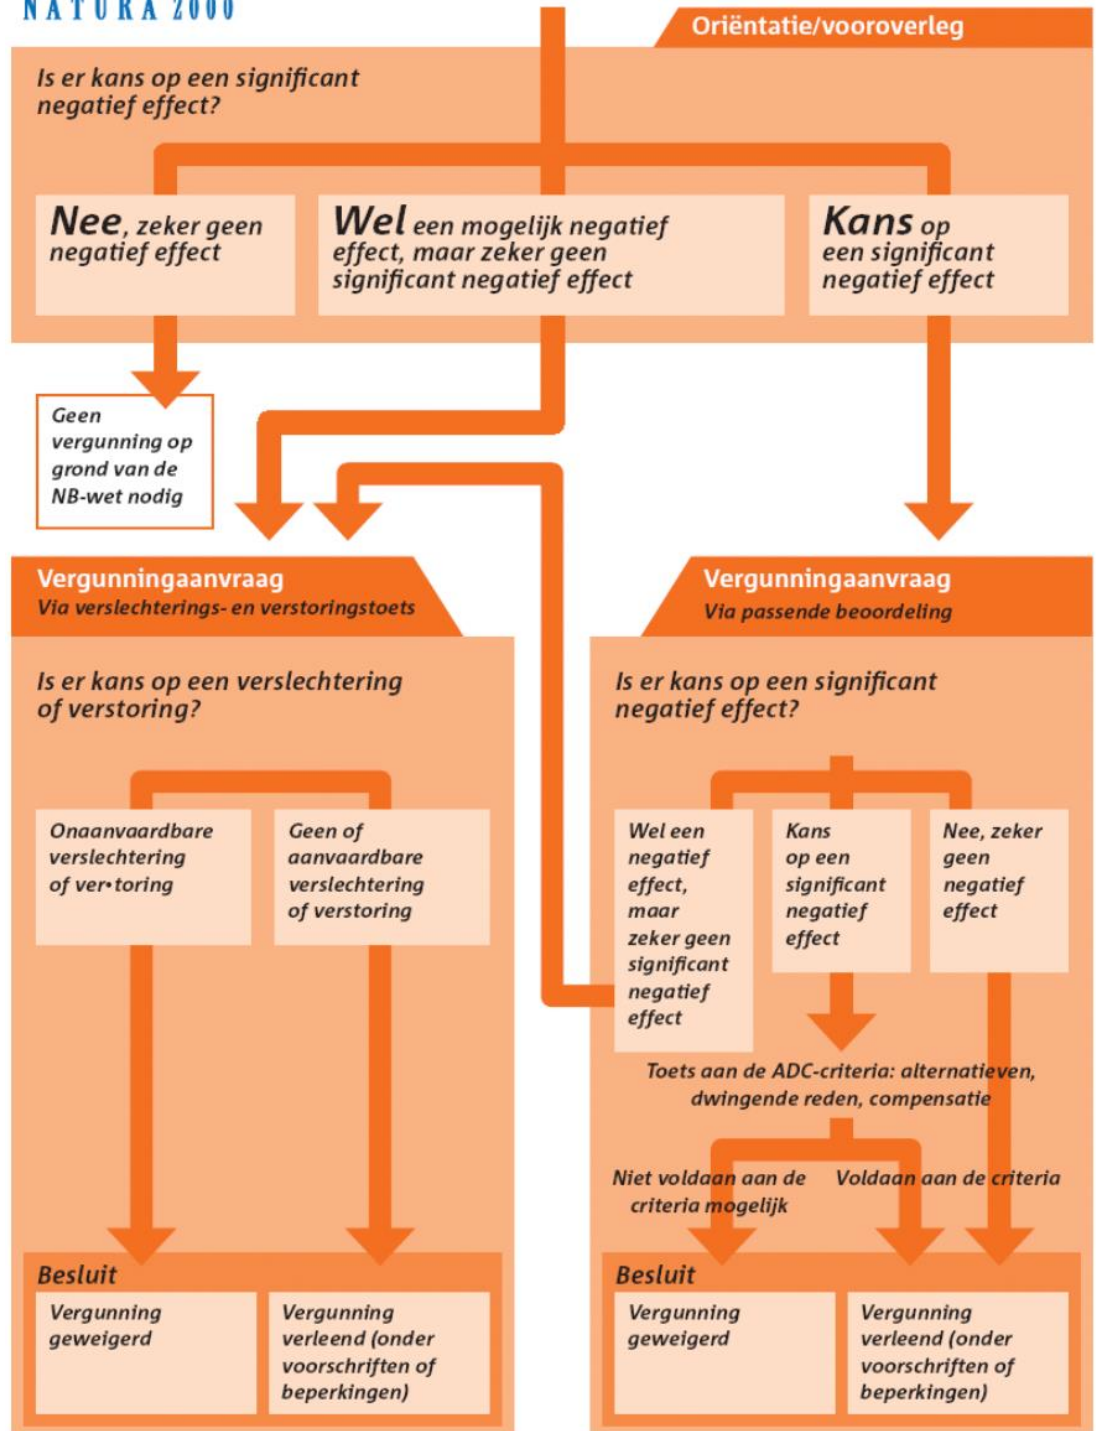 NATURA 2000
Oriëntatie/vooroverleg
Is er kans op een significant
negatief effect?
Nee, zeker geen
negatief effect
Wel een mogelijk negatief
effect, maar zeker geen
significant negatief effect
Kans op
een significant
negatief effect
Geen
vergunning op
grond van de
NB-wet nodig
Vergunningaanvraag
Via verslechterings- en verstoringstoets
Is er kans op een verslechtering
of verstoring?
Onaanvaardbare
verslechtering
of ver•toring
Geen of
aanvaardbare
verslechtering
of verstoring
Besluit
Vergunning
geweigerd
Vergunning
verleend (onder
voorschriften of
beperkingen)
Vergunningaanvraag
Via passende beoordeling
Is er kans op een significant
negatief effect?
Wel een
negatief
effect,
maar
zeker geen
significant
negatief
effect
Kans
op een
significant
negatief
effect
Nee, zeker
geen
negatief
effect
Toets aan de ADC-criteria: alternatieven,
dwingende reden, compensatie
Niet voldaan aan de
criteria mogelijk
Voldaan aan de criteria
Besluit
Vergunning
geweigerd
Vergunning
verleend (onder
voorschriften of
beperkingen)